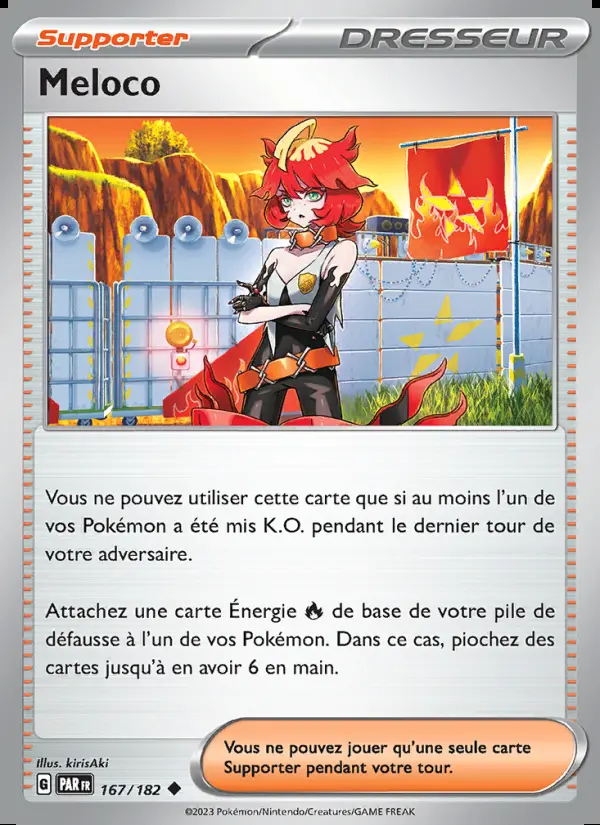 Supporter
DRESSEUR
Meloco
Vous ne pouvez utiliser cette carte que si au moins l'un de
vos Pokémon a été mis K.O. pendant le dernier tour de
votre adversaire.
Attachez une carte Énergie de base de votre pile de
défausse à l'un de vos Pokémon. Dans ce cas, piochez des
cartes jusqu'à en avoir 6 en main.
Illus. kirisAki
Vous ne pouvez jouer qu'une seule carte
Supporter pendant votre tour.
G PAR FR 167/182
©2023 Pokémon/Nintendo/Creatures/GAME FREAK